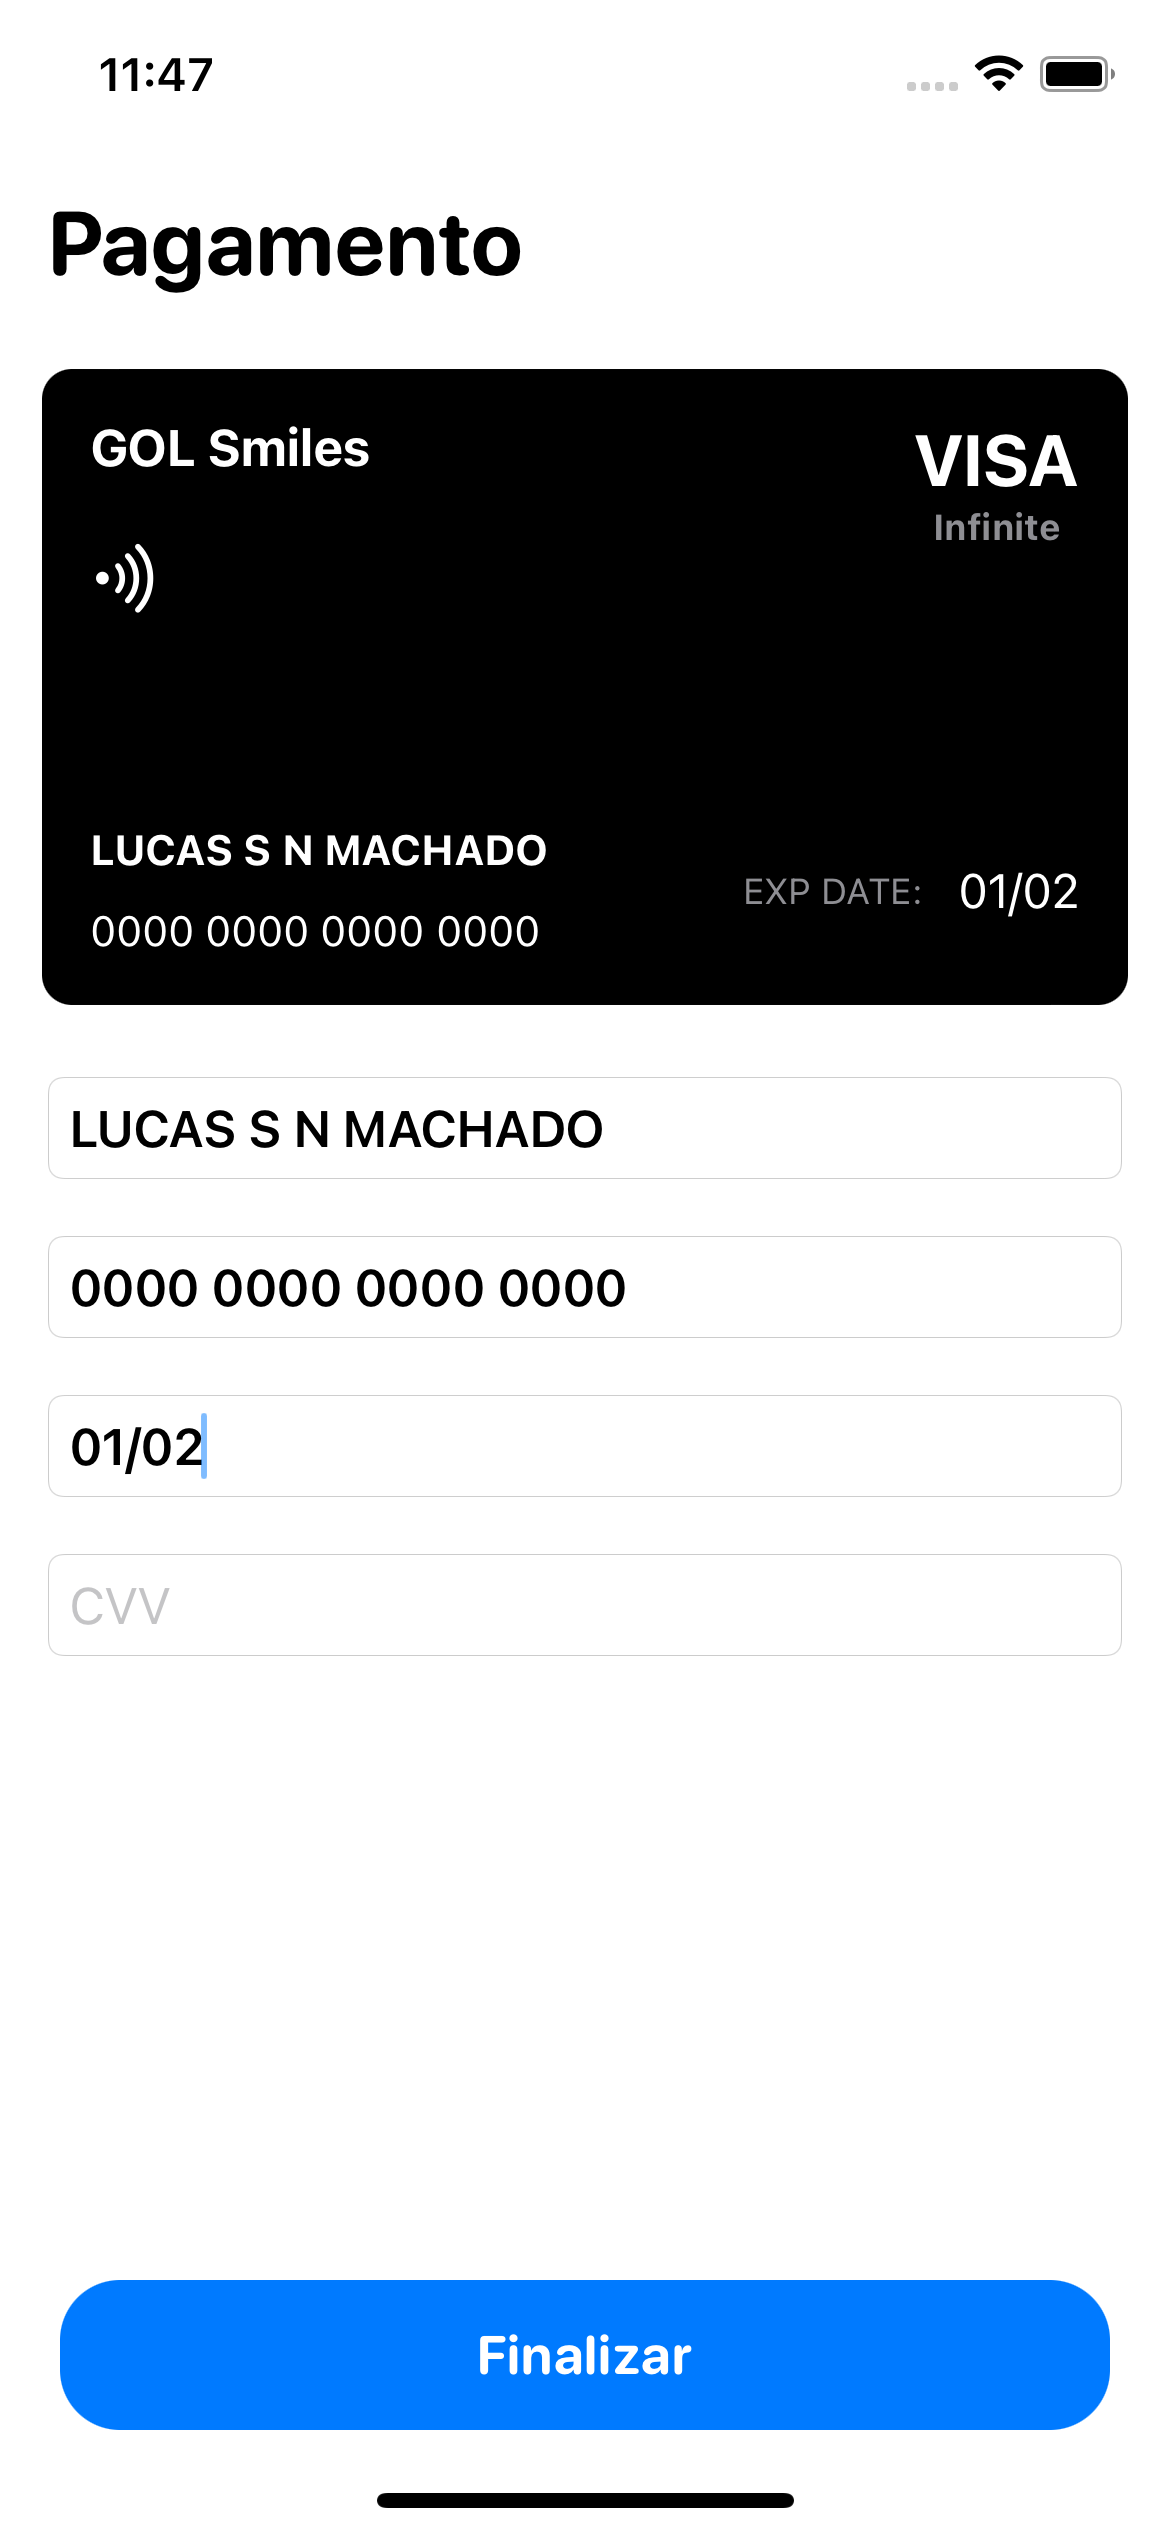 11:47
Pagamento
GOL Smiles
VISA
Infinite
LUCAS S N MACHADO
0000 0000 0000 0000
EXP DATE: 01/02
LUCAS S N MACHADO
0000 0000 0000 0000
01/02
CVV
Finalizar